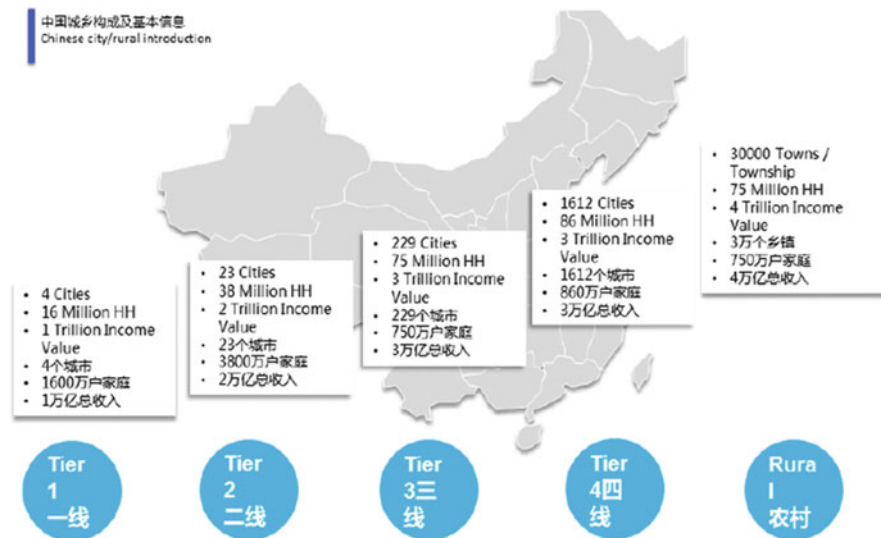 中国城乡构成及基本信息
Chinese city/rural introduction
• 4 Cities
• 16 Million HH
• 1 Trillion Income
Value
• 4个城市
• 1600万户家庭
• 1万亿总收入
• 23 Cities
• 38 Million HH
• 2 Trillion Income
Value
• 23个城市
• 3800万户家庭
• 2万亿总收入
• 229 Cities
• 75 Million HH
• 3 Trillion Income
Value
• 229个城市
• 750万户家庭
• 3万亿总收入
• 1612 Cities
• 86 Million HH
• 3 Trillion Income
Value
• 1612个城市
• 860万户家庭
• 3万亿总收入
• 30000 Towns /
Township
• 75 Million HH
• 4 Trillion Income
Value
• 3万个乡镇
• 750万户家庭
• 4万亿总收入
Tier
1
一线
Tier
2
二线
Tier
3三
线
Tier
4四
线
Rura
l
农村